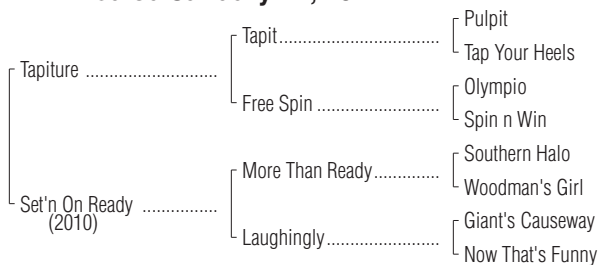 Tapit
Pulpit
Tap Your Heels
Tapiture
Free Spin
Olympio
Spin n Win
Set'n On Ready
(2010)
More Than Ready
Southern Halo
Woodman's Girl
Laughingly
Giant's Causeway
Now That's Funny